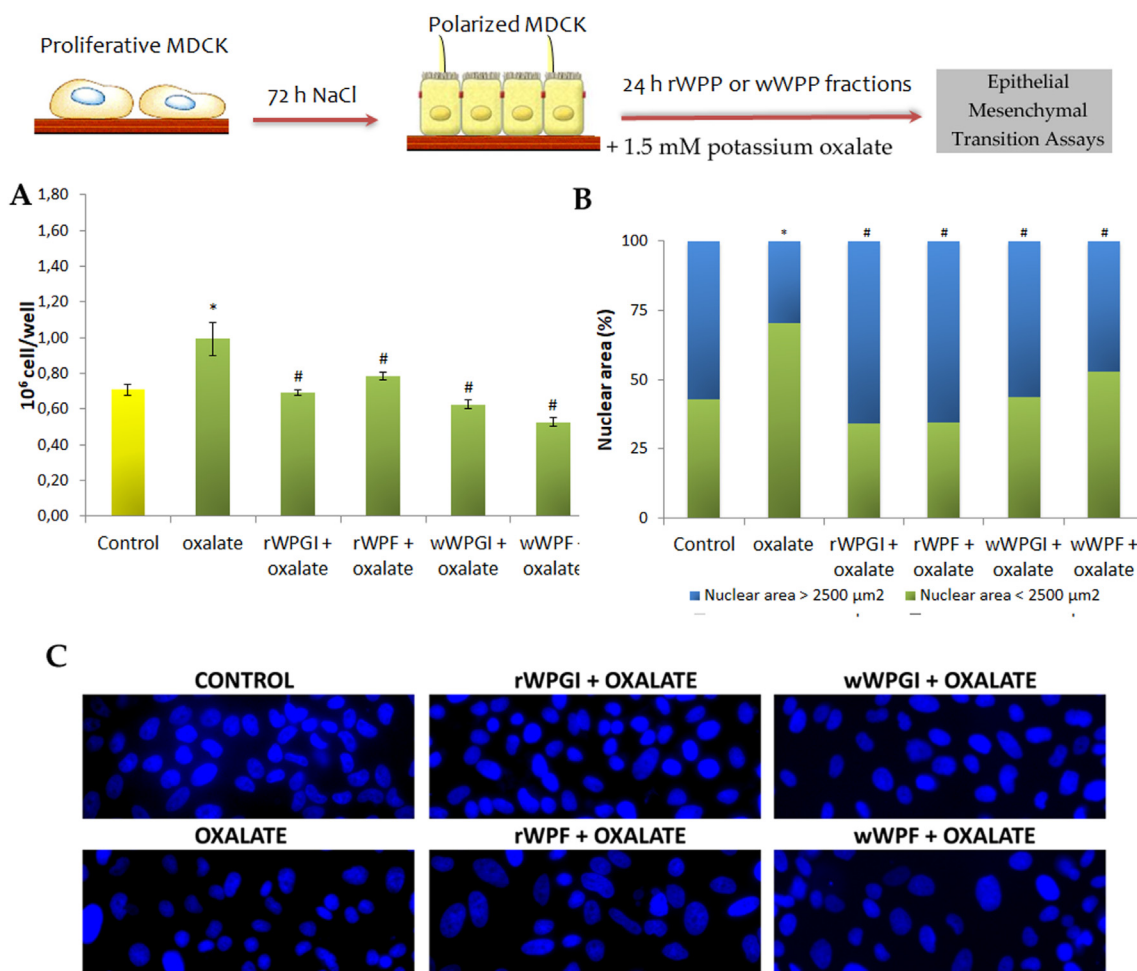 Proliferative MDCK
72 h NaCl
Polarized MDCK
24 h rWPP or wWPP fractions
+ 1.5 mM potassium oxalate
Epithelial
Mesenchymal
Transition Assays
A
10⁶ cell/well
1,80
1,60
1,40
1,20
1,00
0,80
0,60
0,40
0,20
0,00
*
#
#
#
#
Control
oxalate
rWPGI +
oxalate
rWPF +
oxalate
wWPGI +
oxalate
wWPF
oxalate
B
Nuclear area (%)
100
75
50
25
0
*
#
#
#
#
Control
oxalate
rWPGI +
oxalate
rWPF +
oxalate
wWPGI +
oxalate
wWPF +
oxalate
Nuclear area > 2500 µm2
Nuclear area < 2500 µm2
C
CONTROL
rWPGI + OXALATE
wWPGI + OXALATE
OXALATE
rWPF + OXALATE
wWPF + OXALATE